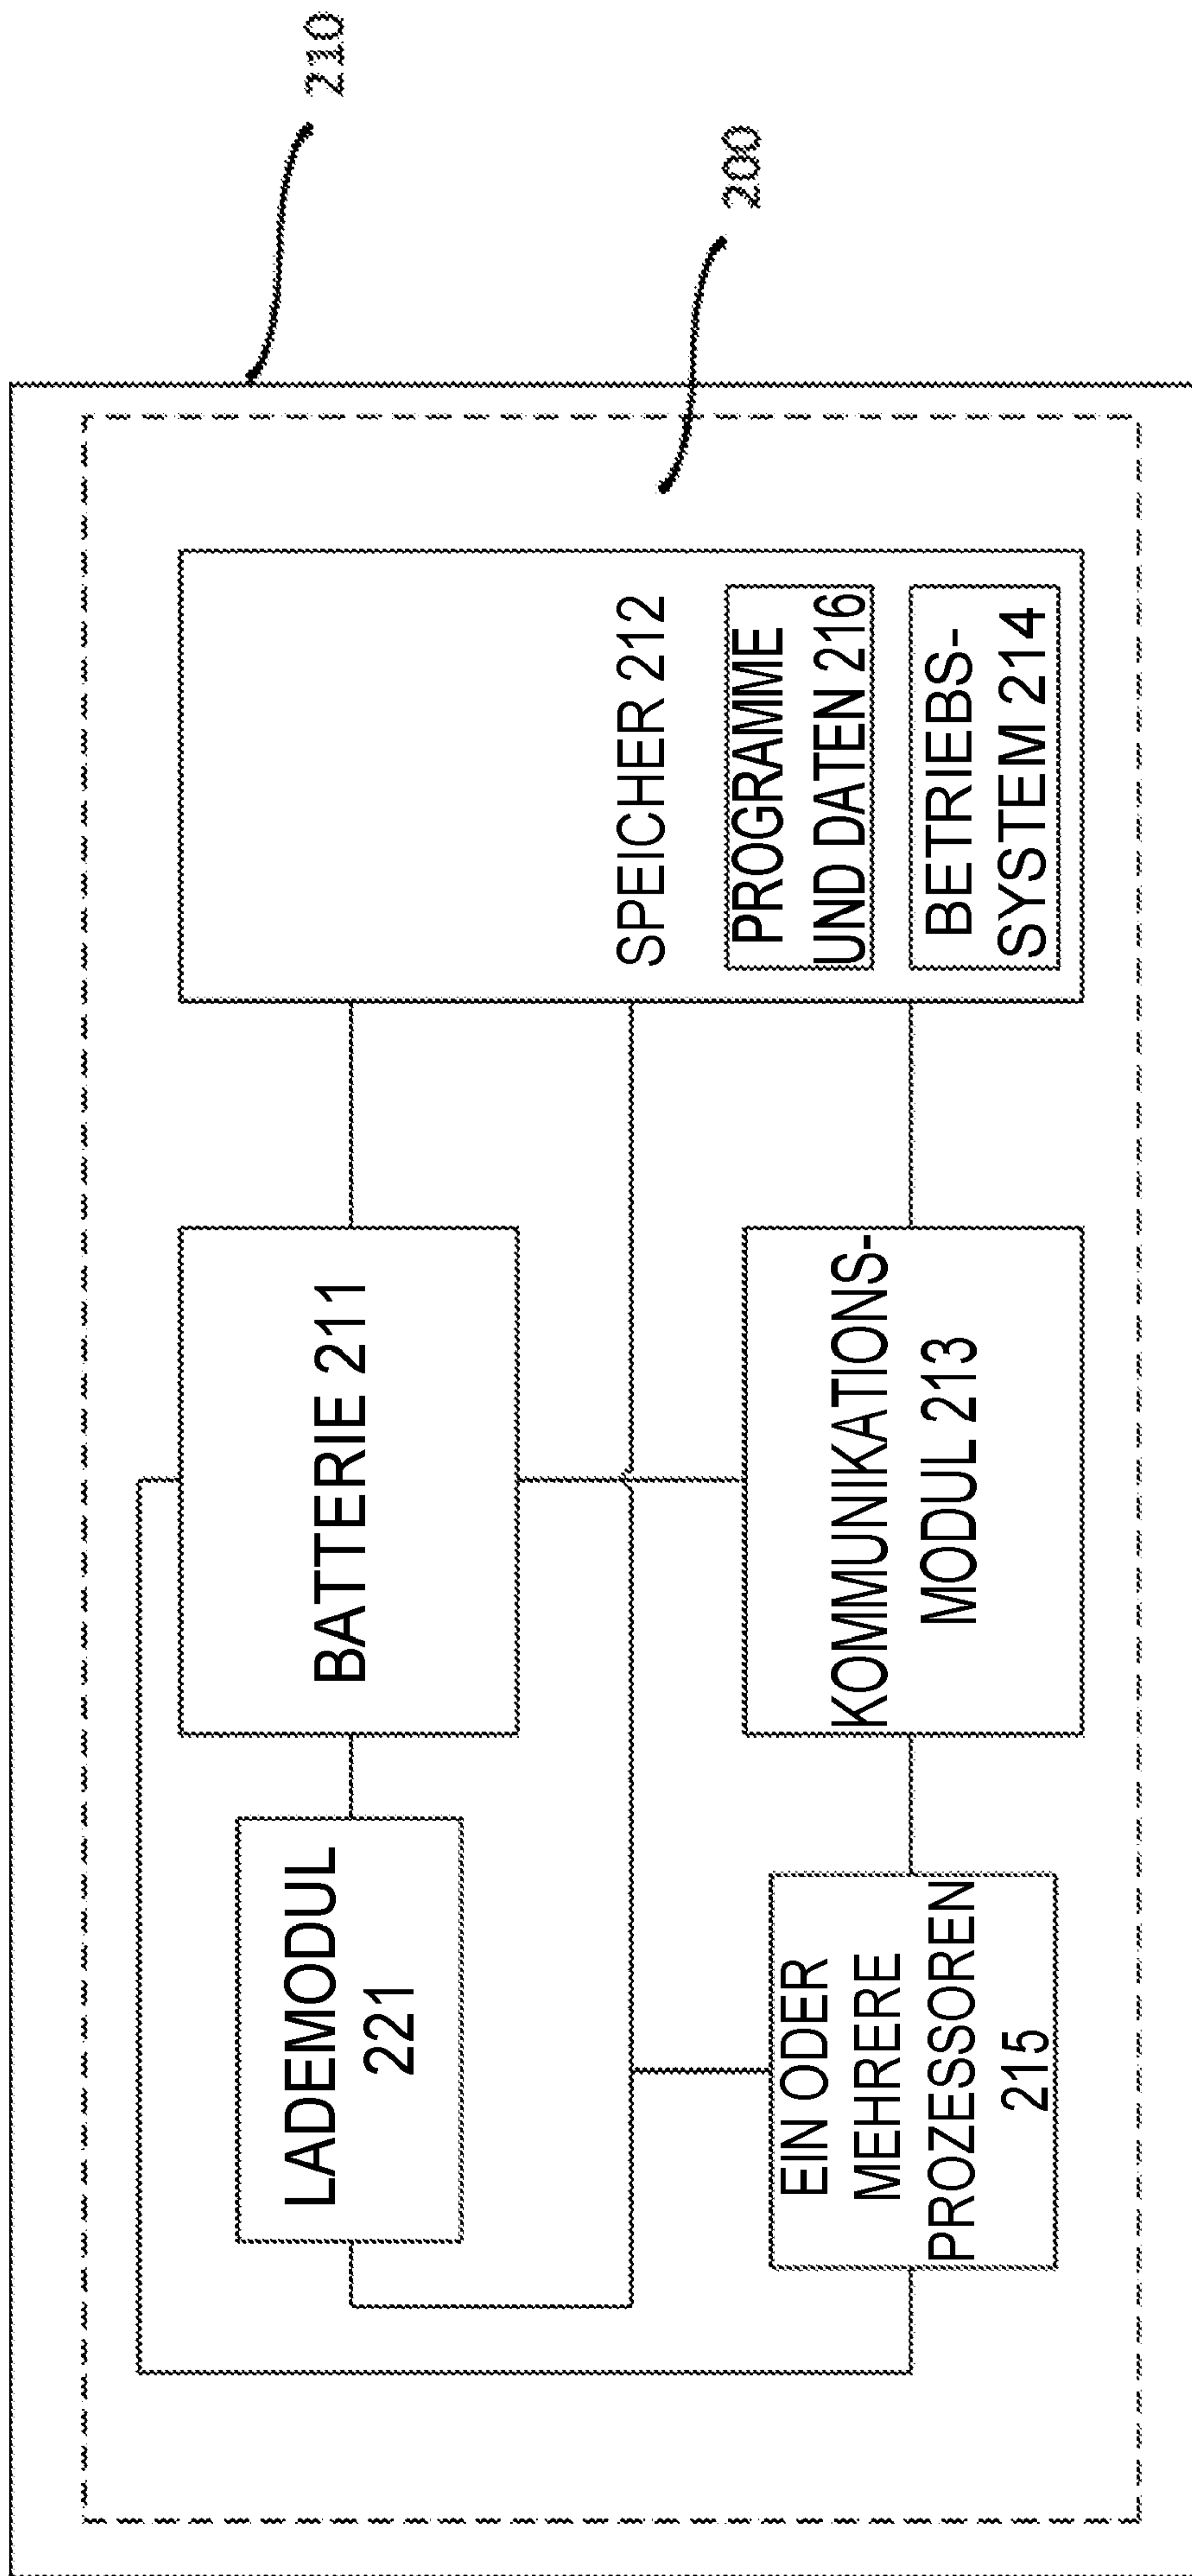 210
200
LADEMODUL
221
BATTERIE 211
SPEICHER 212
PROGRAMME
UND DATEN 216
BETRIEBS-
SYSTEM 214
EIN ODER
MEHRERE
PROZESSOREN
215
KOMMUNIKATIONS-
MODUL 213